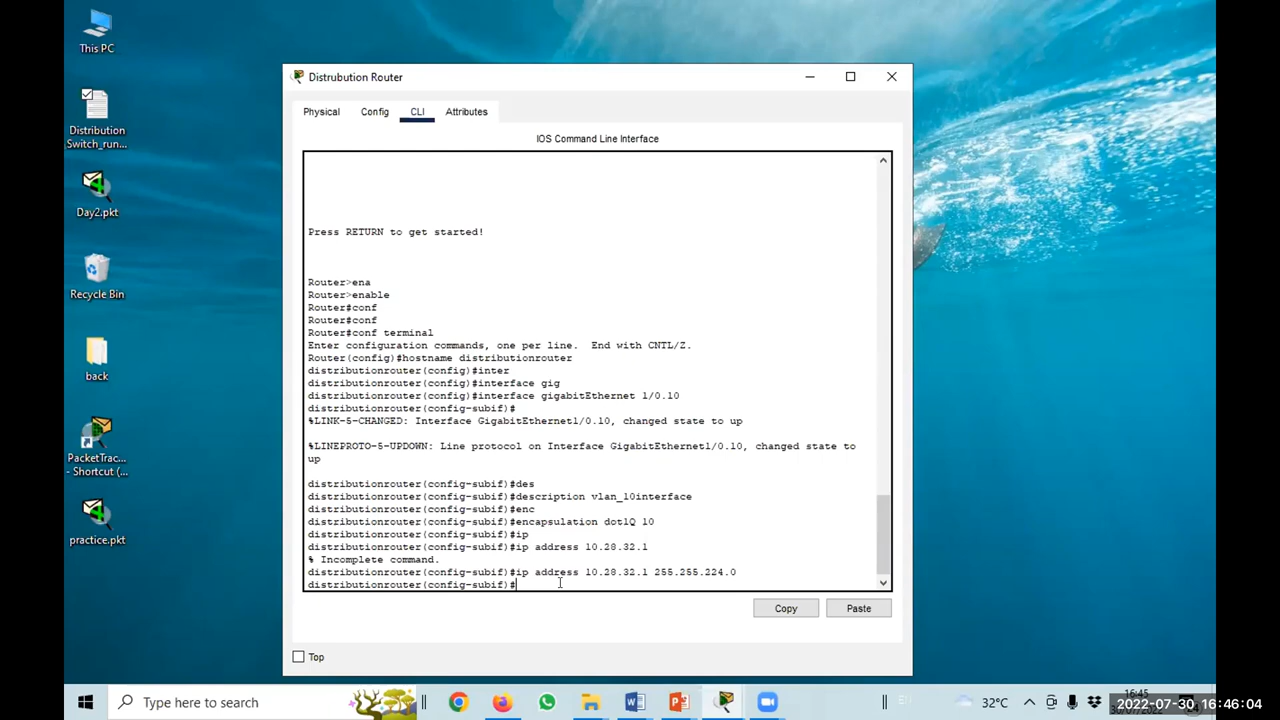 This PC
Distribution
Switch_run...
Day2.pkt
Recycle Bin
back
PacketTrac...
- Shortcut (...
practice.pkt
Distrubution Router
Physical
Config
CLI
Attributes
IOS Command Line Interface
Press RETURN to get started!
Router>ena
Router>enable
Router#conf
Router#conf
Router#conf terminal
Enter configuration commands, one per line.  End with CNTL/Z.
Router(config)#hostname distributionrouter
distributionrouter(config)#inter
distributionrouter(config)#interface gig
distributionrouter(config)#interface gigabitEthernet 1/0.10
distributionrouter(config-subif)#
%LINK-5-CHANGED: Interface GigabitEthernet1/0.10, changed state to up
%LINEPROTO-5-UPDOWN: Line protocol on Interface GigabitEthernet1/0.10, changed state to
up
distributionrouter(config-subif)#des
distributionrouter(config-subif)#description vlan_10interface
distributionrouter(config-subif)#enc
distributionrouter(config-subif)#encapsulation dot1Q 10
distributionrouter(config-subif)#ip
distributionrouter(config-subif)#ip address 10.28.32.1
% Incomplete command.
distributionrouter(config-subif)#ip address 10.28.32.1 255.255.224.0
distributionrouter(config-subif)#
Copy
Paste
Top
Type here to search
32°C
16:45
2022-07-30 16:46:04